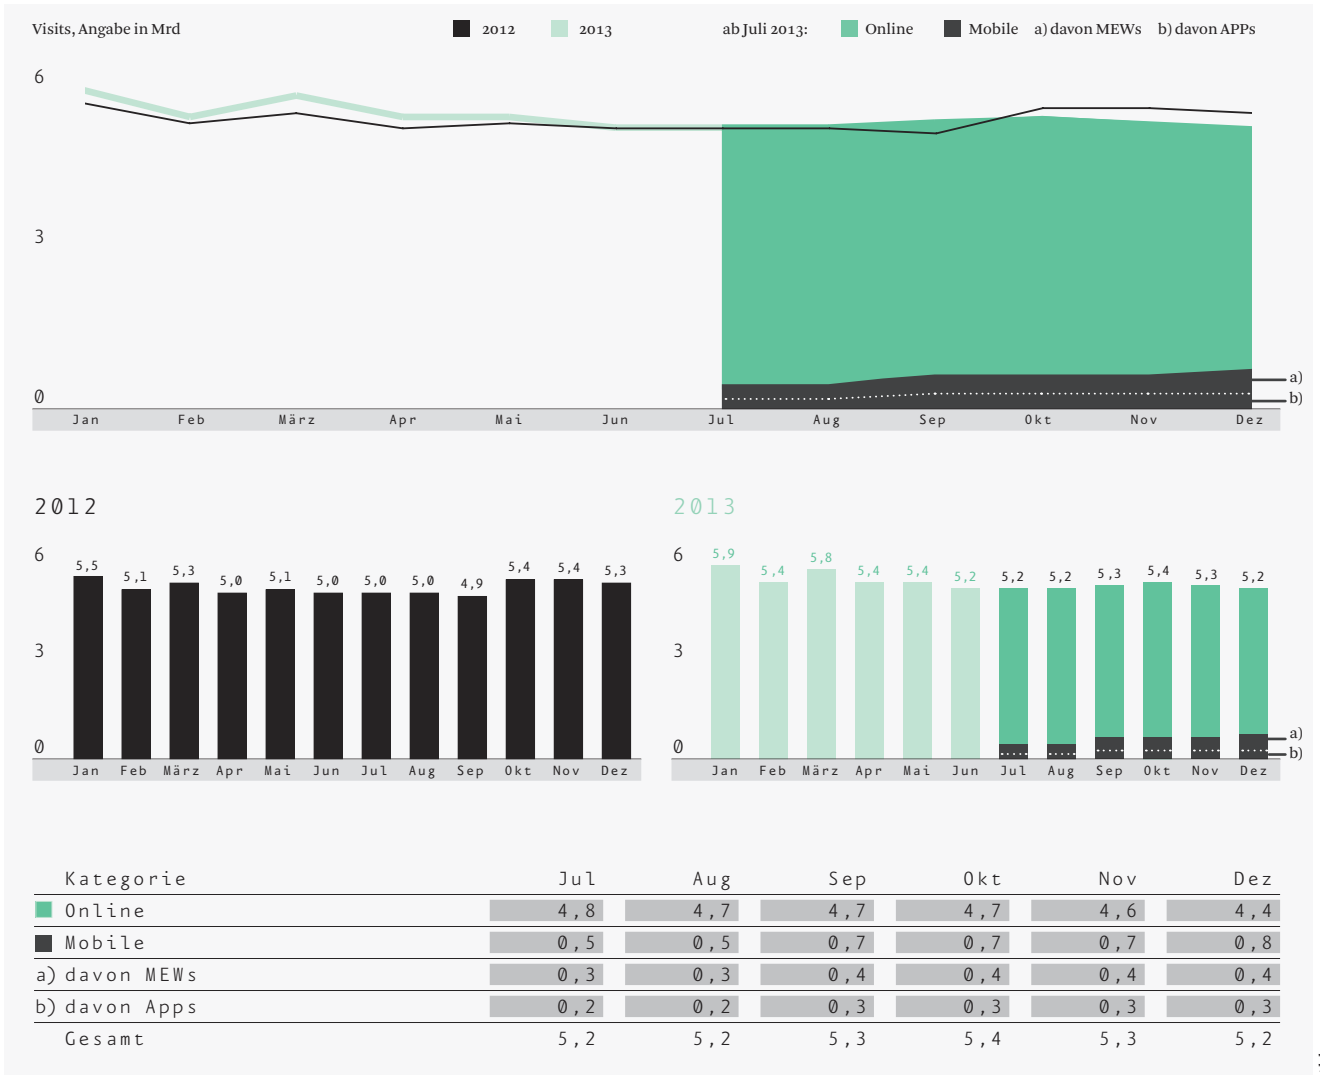 Visits, Angabe in Mrd 2012 2013 ab Juli 2013: Online Mobile a) davon MEWs b) davon APPs
6
3
0
a)
b)
Jan Feb März Apr Mai Jun Jul Aug Sep Okt Nov Dez
2012
6
5,5 5,1 5,3 5,0 5,1 5,0 5,0 5,0 4,9 5,4 5,4 5,3
3
0
Jan Feb März Apr Mai Jun Jul Aug Sep Okt Nov Dez
2013
6
5,9 5,4 5,8 5,4 5,4 5,2 5,2 5,2 5,3 5,4 5,3 5,2
3
0
a)
b)
Jan Feb März Apr Mai Jun Jul Aug Sep Okt Nov Dez
Kategorie Jul Aug Sep Okt Nov Dez
Online 4,8 4,7 4,7 4,7 4,6 4,4
Mobile 0,5 0,5 0,7 0,7 0,7 0,8
a) davon MEWs 0,3 0,3 0,4 0,4 0,4 0,4
b) davon Apps 0,2 0,2 0,3 0,3 0,3 0,3
Gesamt 5,2 5,2 5,3 5,4 5,3 5,2